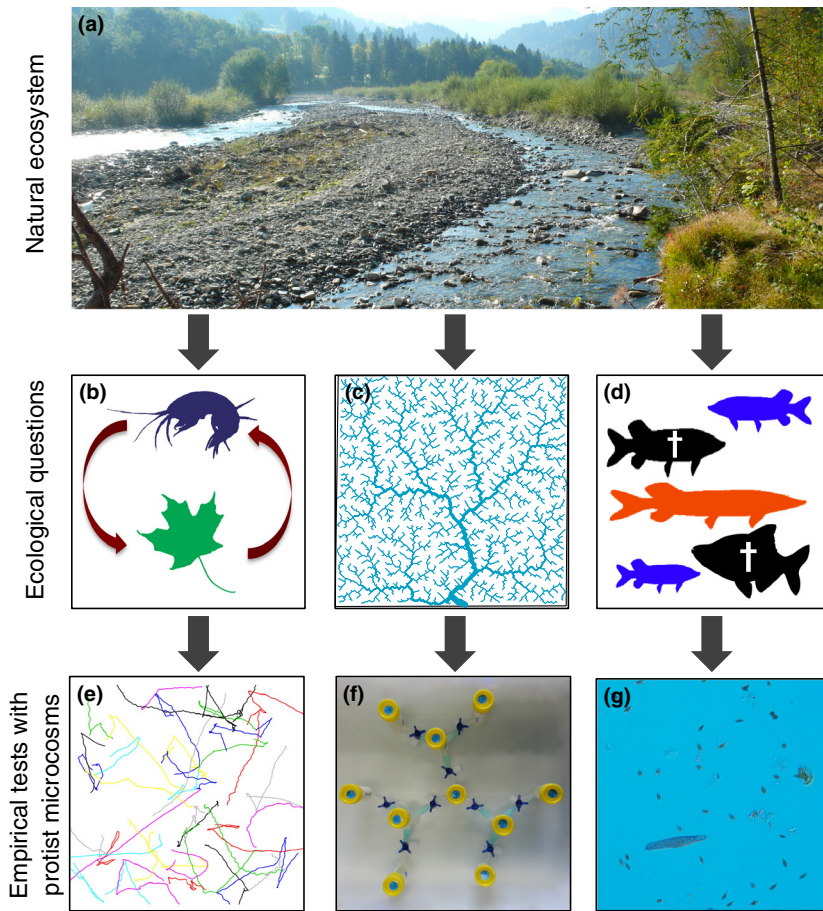 (a)
Natural ecosystem
(b)
(c)
(d)
Ecological questions
(e)
(f)
(g)
Empirical tests with
protist microcosms